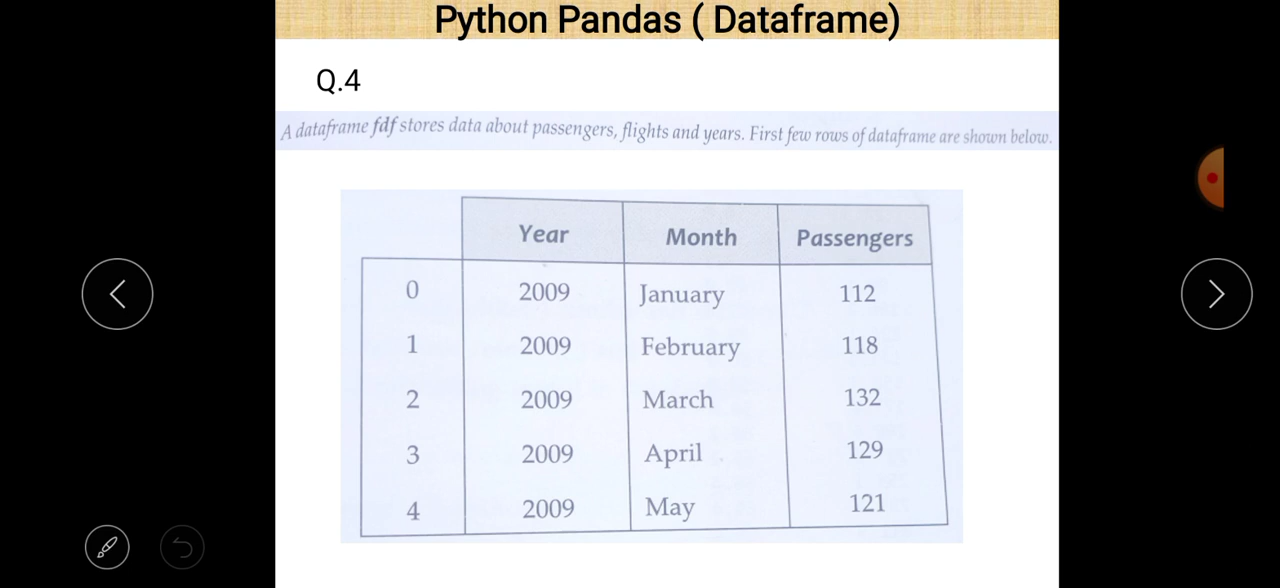 Python Pandas ( Dataframe)
Q.4
A dataframe fdf stores data about passengers, flights and years. First few rows of dataframe are shown below.
Year Month Passengers
0 2009 January 112
1 2009 February 118
2 2009 March 132
3 2009 April 129
4 2009 May 121